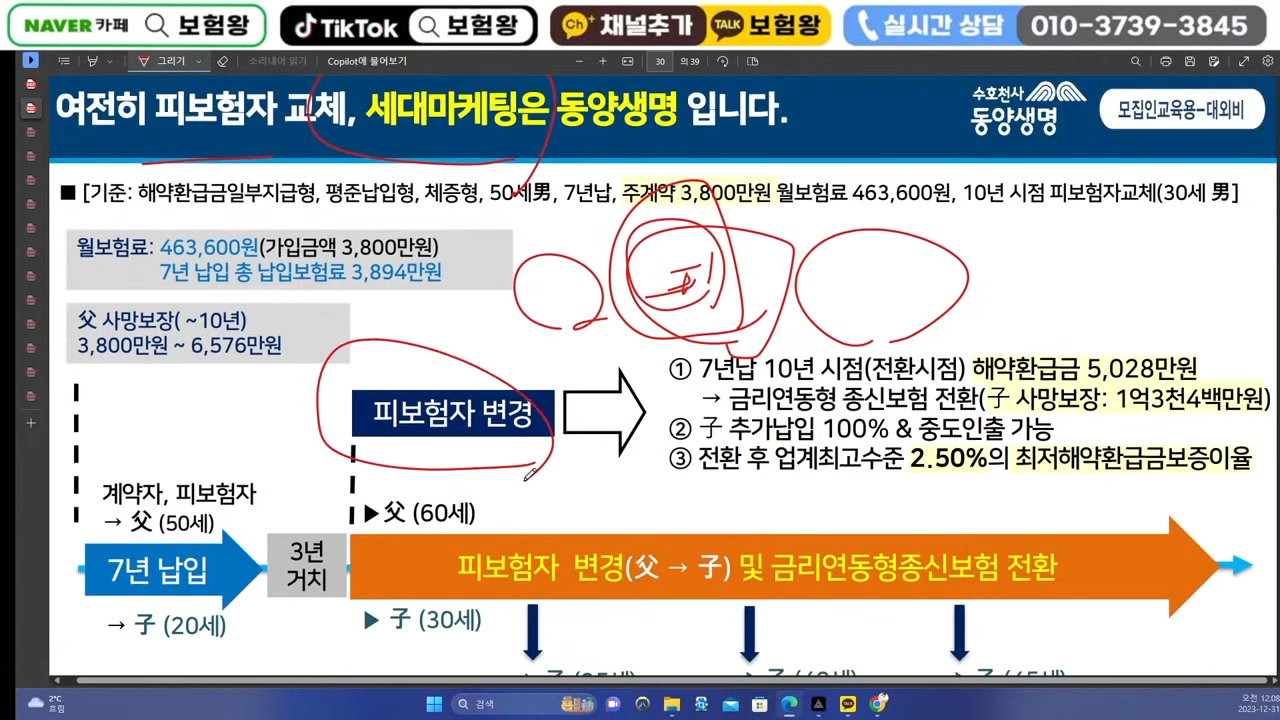 NAVER 카페 보험왕 TikTok 보험왕 Ch+ 채널추가 TALK 보험왕 실시간 상담 010-3739-3845
그리기 소리내어 읽기 Copilot에 물어보기 30 의 39
여전히 피보험자 교체, 세대마케팅은 동양생명 입니다.
수호천사
동양생명
모집인교육용-대외비
■ [기준: 해약환급금일부지급형, 평준납입형, 체증형, 50세男, 7년납, 주계약 3,800만원 월보험료 463,600원, 10년 시점 피보험자교체(30세 男]
월보험료: 463,600원(가입금액 3,800만원)
7년 납입 총 납입보험료 3,894만원
父 사망보장( ~10년)
3,800만원 ~ 6,576만원
피보험자 변경
① 7년납 10년 시점(전환시점) 해약환급금 5,028만원
→ 금리연동형 종신보험 전환(子 사망보장: 1억3천4백만원)
② 子 추가납입 100% & 중도인출 가능
③ 전환 후 업계최고수준 2.50%의 최저해약환급금보증이율
계약자, 피보험자
→ 父 (50세)
▶父 (60세)
7년 납입
3년
거치
피보험자 변경(父 → 子) 및 금리연동형종신보험 전환
→ 子 (20세)
▶ 子 (30세)
2°C
흐림
검색
오전 12:08
2023-12-31